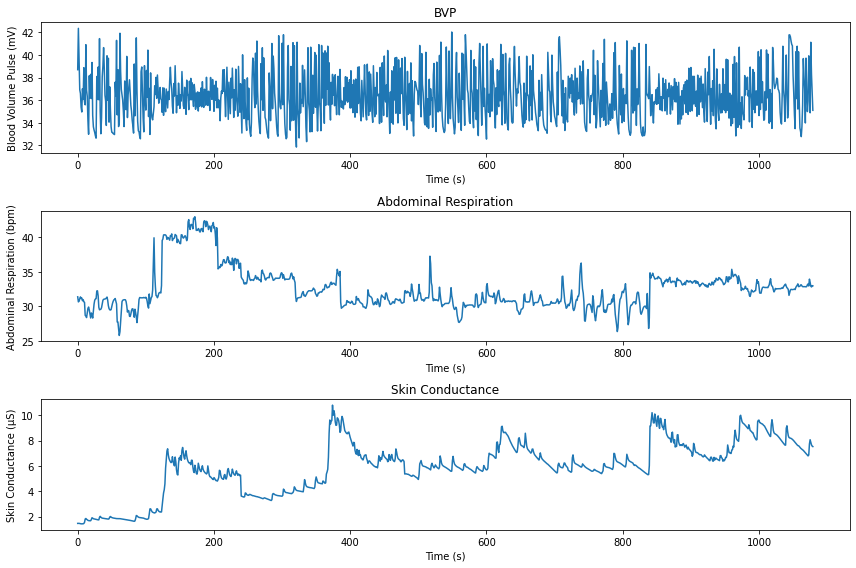 BVP
Blood Volume Pulse (mV)
42
40
38
36
34
32
0 200 400 600 800 1000
Time (s)
Abdominal Respiration
Abdominal Respiration (bpm)
40
35
30
25
0 200 400 600 800 1000
Time (s)
Skin Conductance
Skin Conductance (μS)
10
8
6
4
2
0 200 400 600 800 1000
Time (s)